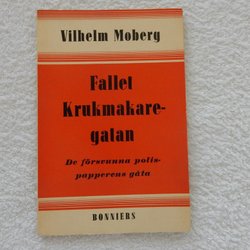 Vilhelm Moberg
Fallet
Krukmakare-
gatan
De försvunna polis-
papperens gåta
BONNIERS